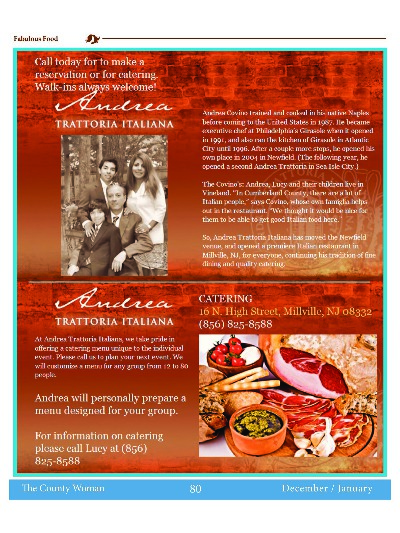 Fabulous Food
Call today for to make a
reservation or for catering.
Walk-ins always welcome!
Andrea
TRATTORIA ITALIANA
Andrea Covino trained and cooked in his native Naples
before coming to the United States in 1987. He became
executive chef at Philadelphia's Girasole when it opened
in 1991, and also ran the kitchen of Girasole in Atlantic
City until 1996. After a couple more stops, he opened his
own place in 2004 in Newfield. (The following year, he
opened a second Andrea Trattoria in Sea Isle City.)
The Covino's: Andrea, Lucy and their children live in
Vineland. "In Cumberland County, there are a lot of
Italian people," says Covino, whose own famiglia helps
out in the restaurant. "We thought it would be nice for
them to be able to get good Italian food here."
So, Andrea Trattoria Italiana has moved the Newfield
venue, and opened a premiere Italian restaurant in
Millville, NJ, for everyone, continuing his tradition of fine
dining and quality catering.
Andrea
TRATTORIA ITALIANA
At Andrea Trattoria Italiana, we take pride in
offering a catering menu unique to the individual
event. Please call us to plan your next event. We
will customize a menu for any group from 12 to 80
people.
Andrea will personally prepare a
menu designed for your group.
For information on catering
please call Lucy at (856)
825-8588
CATERING
16 N. High Street, Millville, NJ 08332
(856) 825-8588
The County Woman
80
December / January